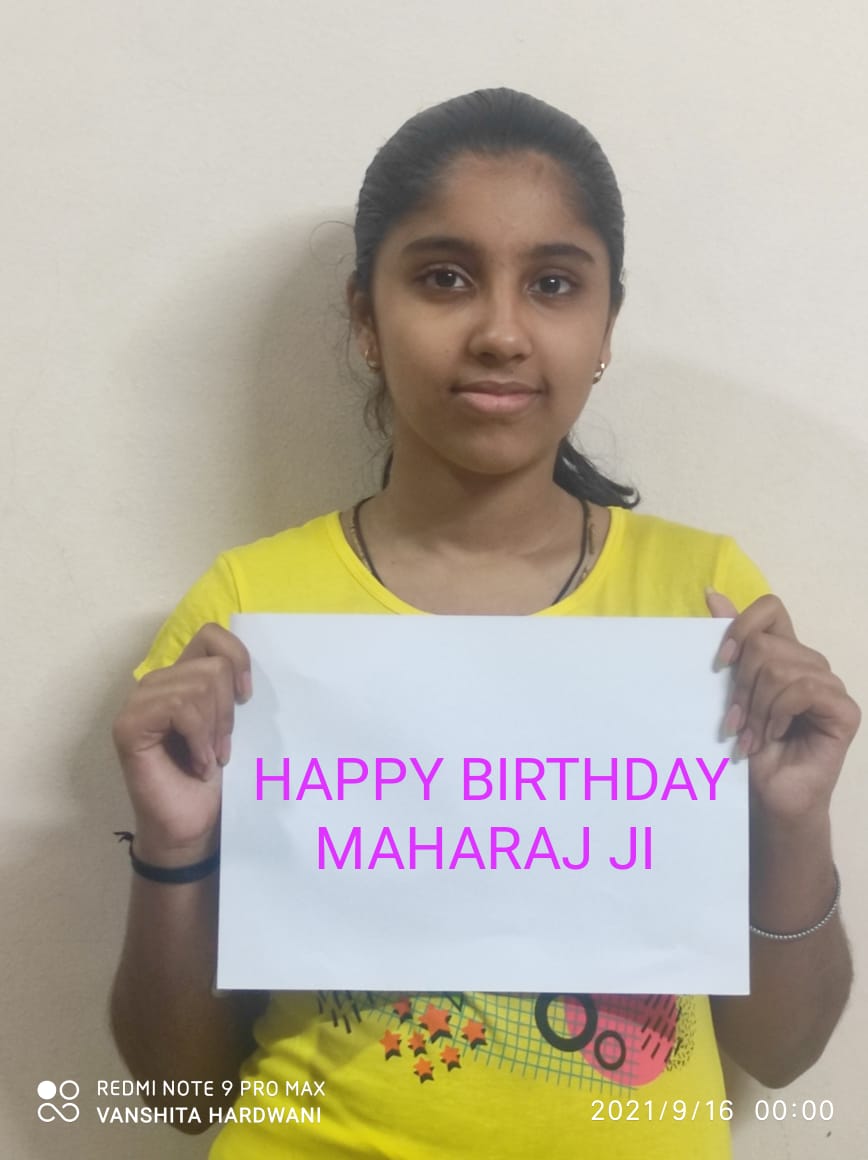 HAPPY BIRTHDAY
MAHARAJ JI
REDMI NOTE 9 PRO MAX
VANSHITA HARDWANI
2021/9/16 00:00